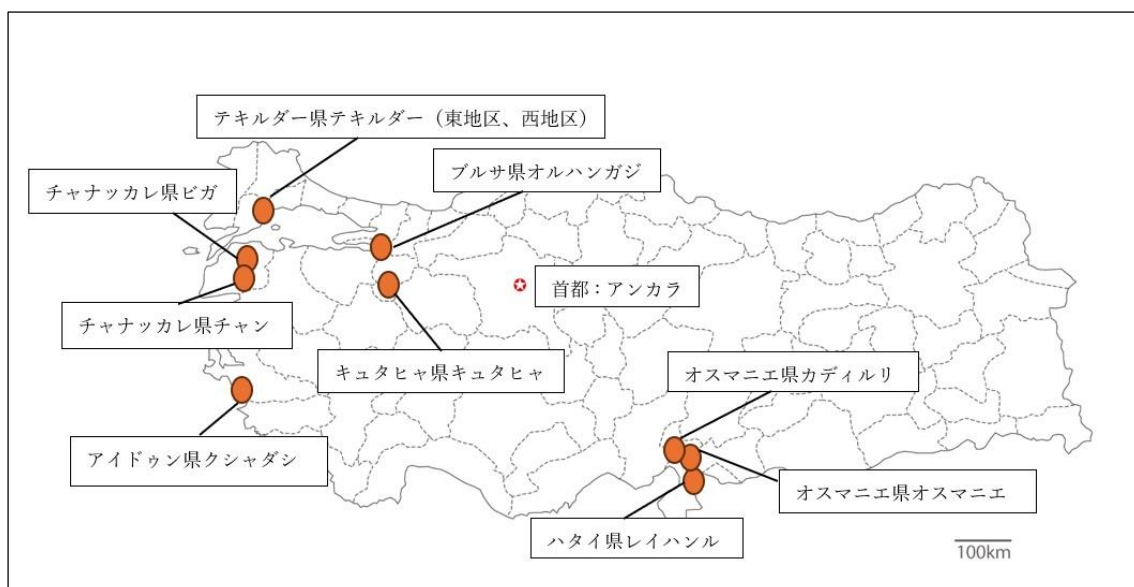 テキルダー県テキルダー（東地区、西地区）
ブルサ県オルハンガジ
チャナッカレ県ビガ
首都：アンカラ
チャナッカレ県チャン
キュタヒャ県キュタヒャ
オスマニエ県カディルリ
アイドゥン県クシャダシ
オスマニエ県オスマニエ
ハタイ県レイハンル
100km